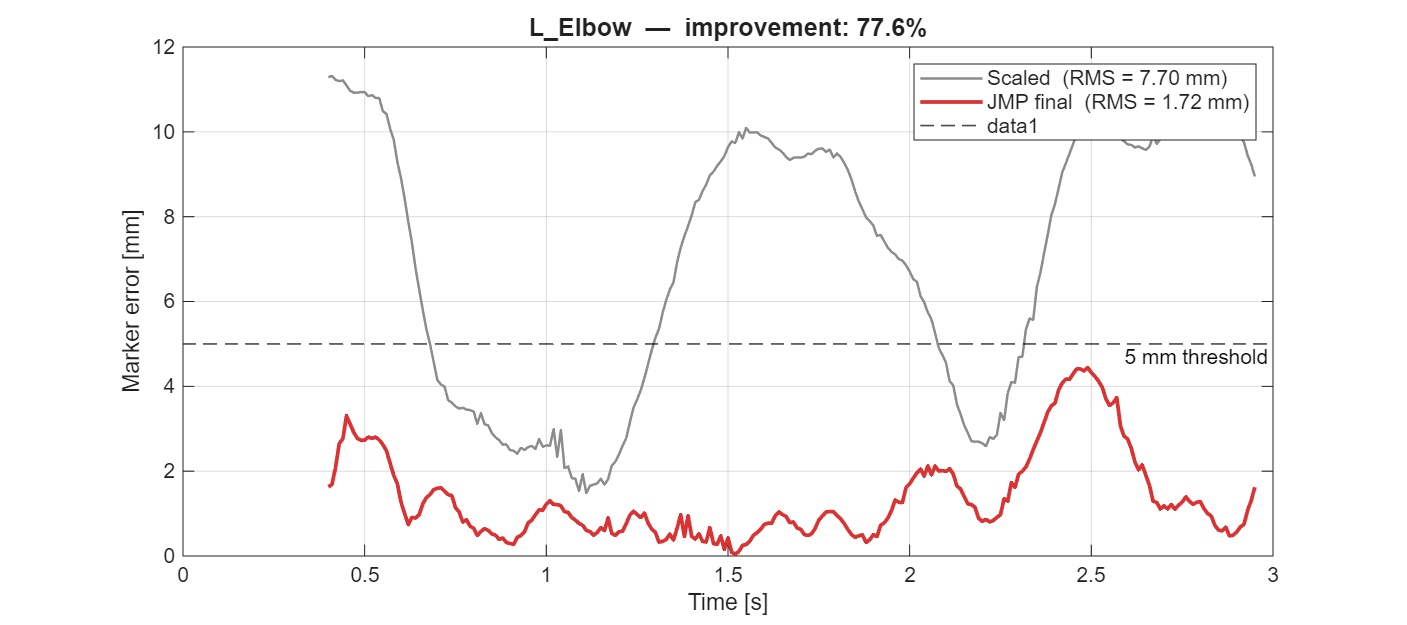 L_Elbow — improvement: 77.6%
Scaled (RMS = 7.70 mm)
JMP final (RMS = 1.72 mm)
data1
5 mm threshold
Marker error [mm]
12
10
8
6
4
2
0
0 0.5 1 1.5 2 2.5 3
Time [s]